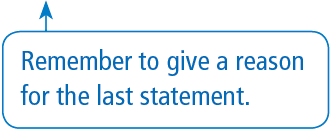 Remember to give a reason
for the last statement.